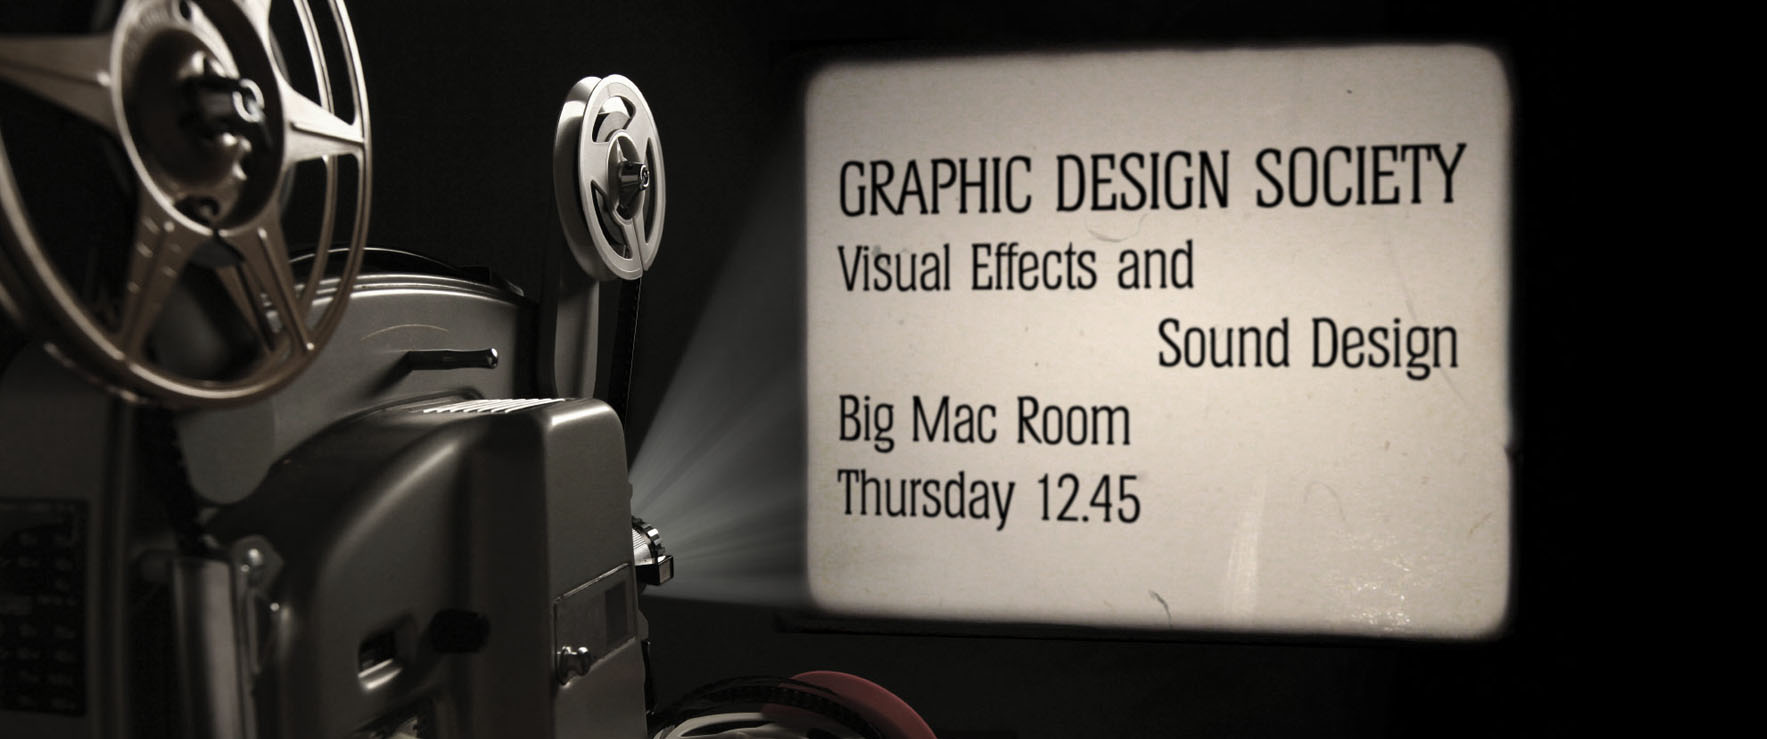 GRAPHIC DESIGN SOCIETY
Visual Effects and
Sound Design
Big Mac Room
Thursday 12.45